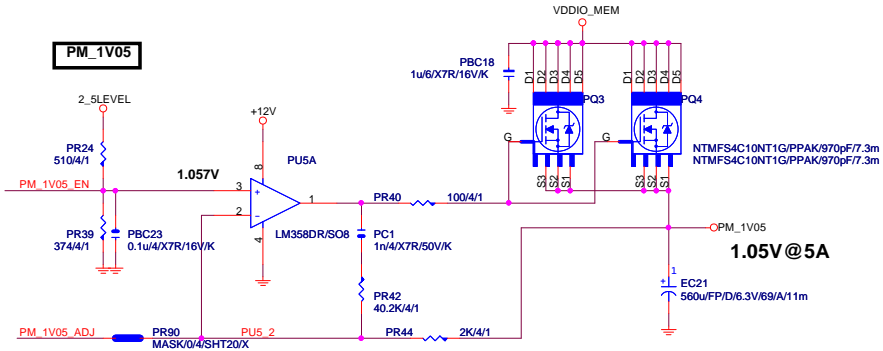 VDDIO_MEM
PM_1V05
PBC18
1u/6/X7R/16V/K
D1
D2
D3
D4
D5
D1
D2
D3
D4
D5
2_5LEVEL
+12V
PQ3
PQ4
PR24
510/4/1
G
G
NTMFS4C10NT1G/PPAK/970pF/7.3m
NTMFS4C10NT1G/PPAK/970pF/7.3m
1.057V
8
PU5A
S3
S2
S1
S3
S2
S1
PM_1V05_EN
3
+
1
PR40
100/4/1
2
-
PR39
374/4/1
PBC23
0.1u/4/X7R/16V/K
4
LM358DR/SO8
PC1
1n/4/X7R/50V/K
PM_1V05
1.05V@5A
1
+
EC21
560u/FP/D/6.3V/69/A/11m
PR42
40.2K/4/1
PM_1V05_ADJ
PR90
MASK/0/4/SHT20/X
PU5_2
PR44
2K/4/1